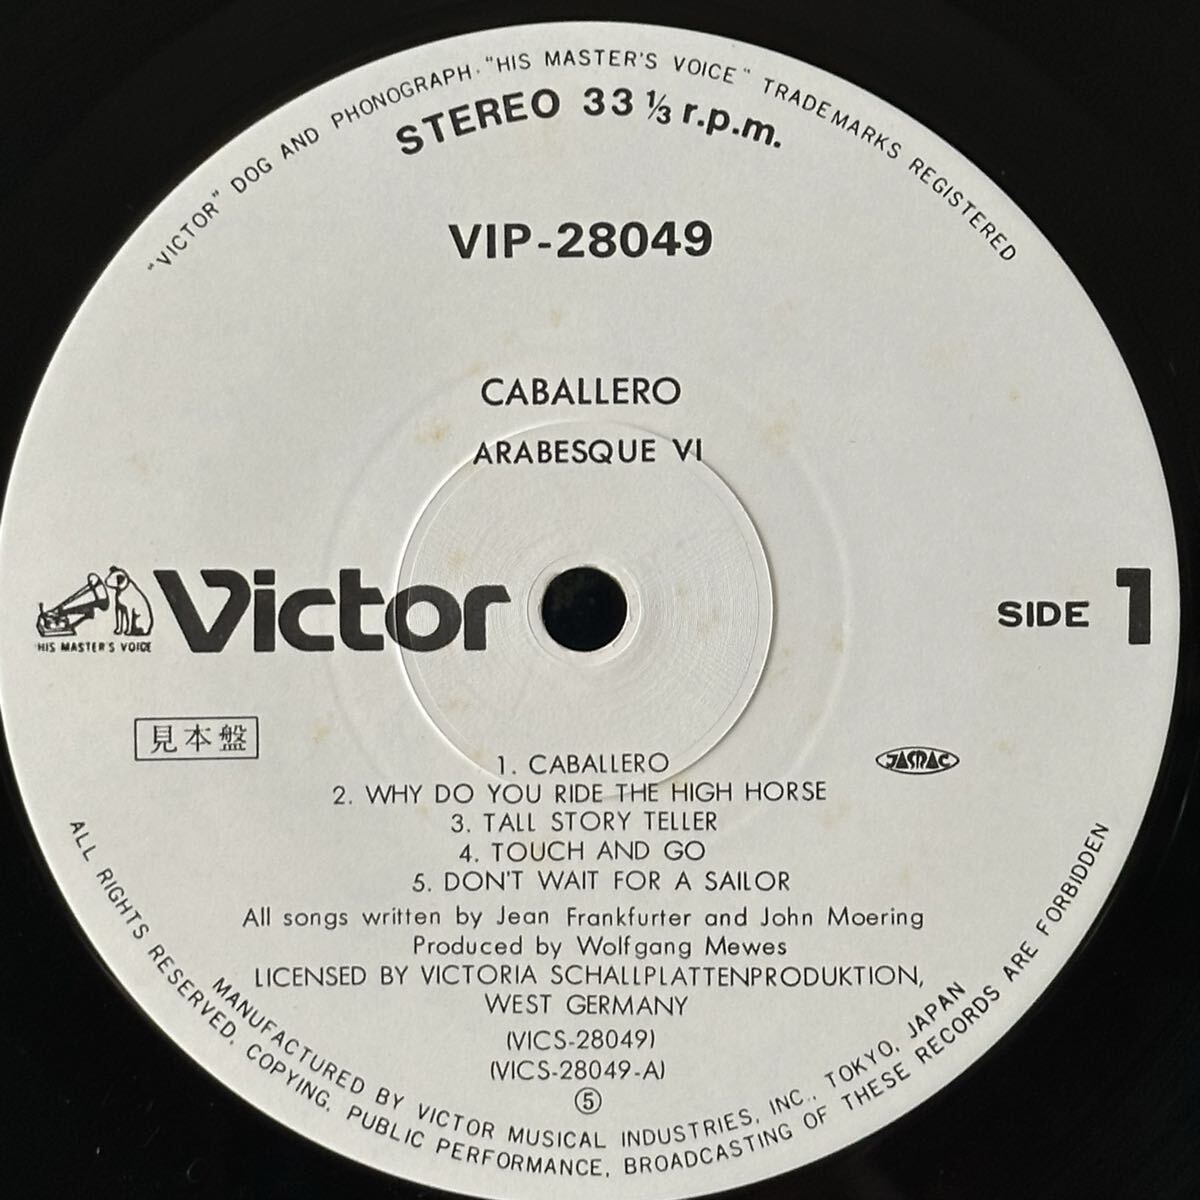 "VICTOR" DOG AND PHONOGRAPH. "HIS MASTER'S VOICE" TRADEMARKS REGISTERED
STEREO 33 ⅓ r.p.m.
VIP-28049
CABALLERO
ARABESQUE VI
HIS MASTER'S VOICE
Victor
SIDE 1
見本盤
JASRAC
1. CABALLERO
2. WHY DO YOU RIDE THE HIGH HORSE
3. TALL STORY TELLER
4. TOUCH AND GO
5. DON'T WAIT FOR A SAILOR
All songs written by Jean Frankfurter and John Moering
Produced by Wolfgang Mewes
LICENSED BY VICTORIA SCHALLPLATTENPRODUKTION,
WEST GERMANY
(VICS-28049)
(VICS-28049-A)
⑤
MANUFACTURED BY VICTOR MUSICAL INDUSTRIES, INC., TOKYO, JAPAN
ALL RIGHTS RESERVED. COPYING, PUBLIC PERFORMANCE, BROADCASTING OF THESE RECORDS ARE FORBIDDEN